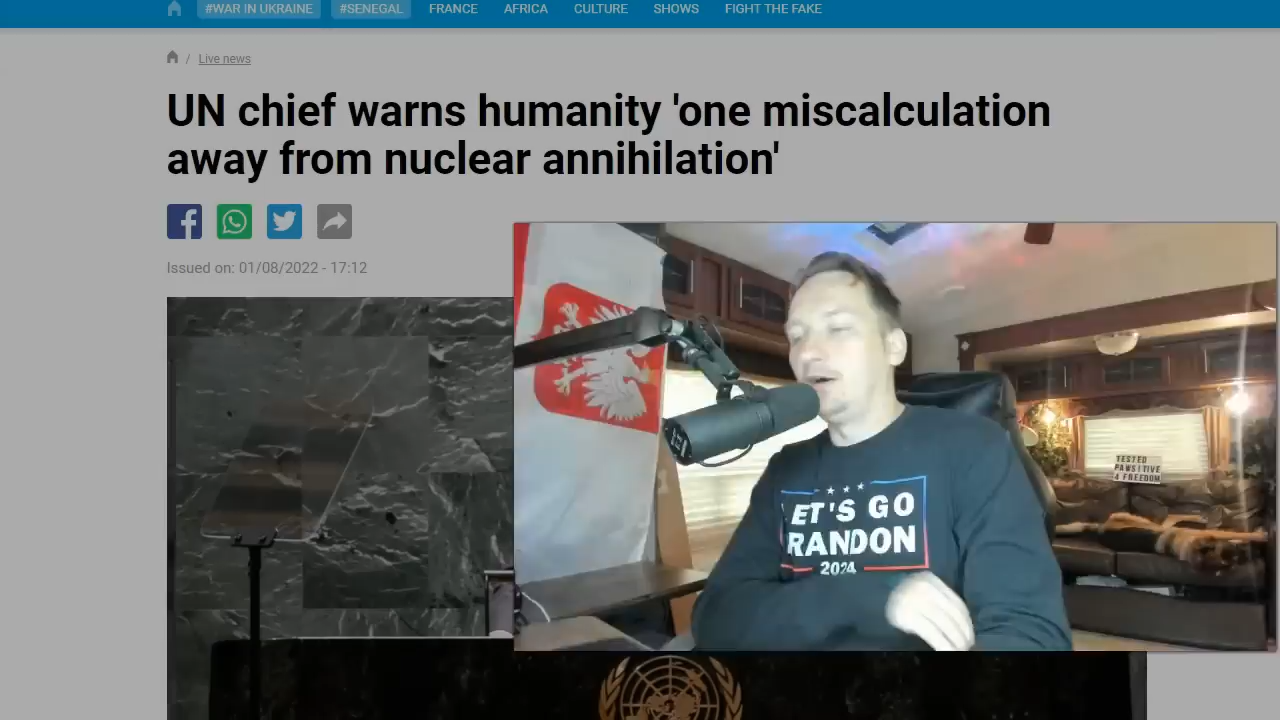 #WAR IN UKRAINE #SENEGAL FRANCE AFRICA CULTURE SHOWS FIGHT THE FAKE
/ Live news
UN chief warns humanity 'one miscalculation
away from nuclear annihilation'
Issued on: 01/08/2022 - 17:12
TESTED
PAWSITIVE
4 FREEDOM
ET'S GO
RANDON
2024